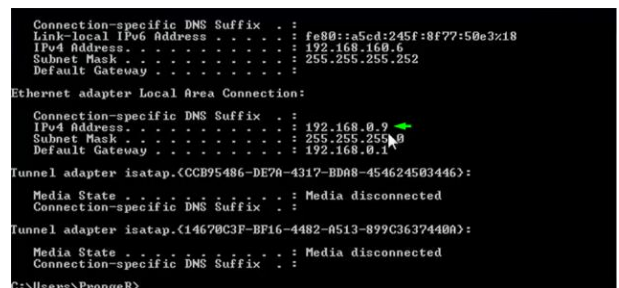 Connection-specific DNS Suffix  . :
Link-local IPv6 Address . . . . . : fe80::a5cd:245f:8f77:50e3%18
IPv4 Address. . . . . . . . . . . : 192.168.160.6
Subnet Mask . . . . . . . . . . . : 255.255.255.252
Default Gateway . . . . . . . . . :
Ethernet adapter Local Area Connection:
Connection-specific DNS Suffix  . :
IPv4 Address. . . . . . . . . . . : 192.168.0.9
Subnet Mask . . . . . . . . . . . : 255.255.255.0
Default Gateway . . . . . . . . . : 192.168.0.1
Tunnel adapter isatap.{CCB95486-DE7A-4317-BDA8-454624503446}:
Media State . . . . . . . . . . . : Media disconnected
Connection-specific DNS Suffix  . :
Tunnel adapter isatap.{14670C3F-BF16-4482-A513-899C3637440A}:
Media State . . . . . . . . . . . : Media disconnected
Connection-specific DNS Suffix  . :
C:\Users\ProngeR>